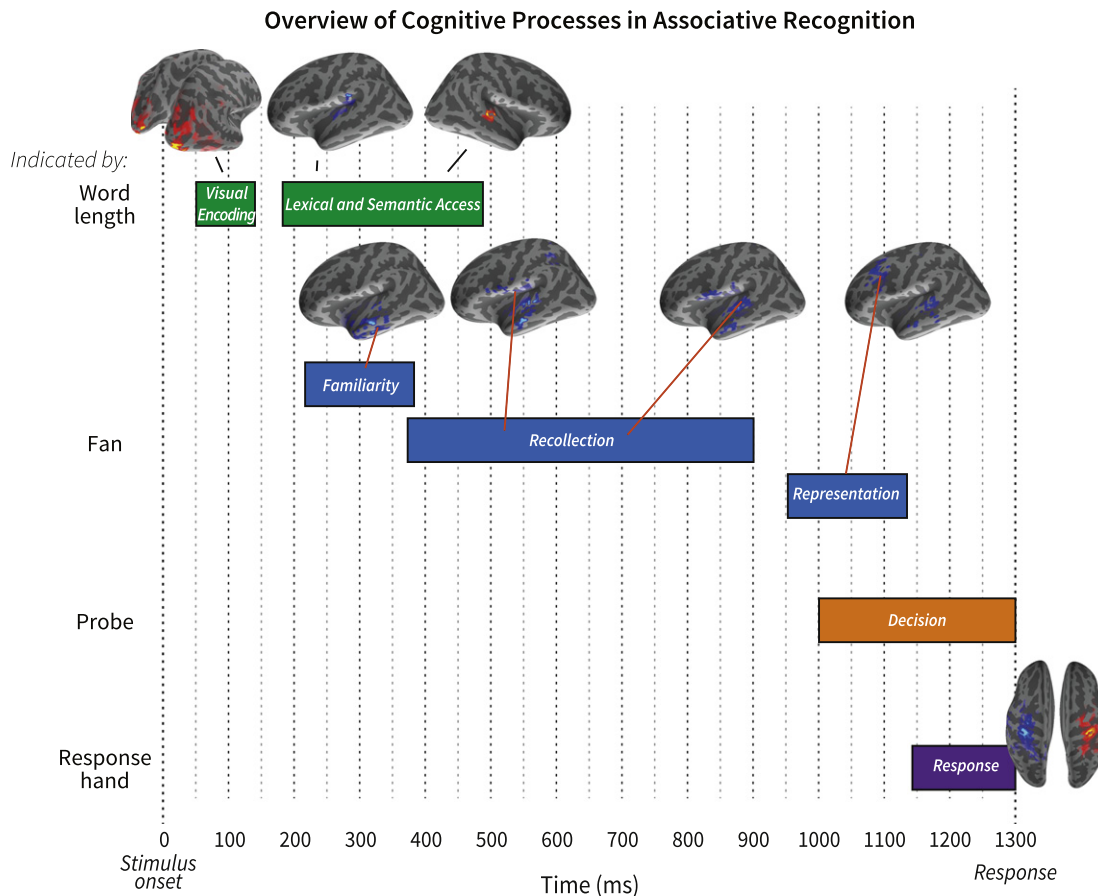 Overview of Cognitive Processes in Associative Recognition
Indicated by:
Word
length
Visual
Encoding
Lexical and Semantic Access
Familiarity
Fan
Recollection
Representation
Probe
Decision
Response
hand
Response
0 100 200 300 400 500 600 700 800 900 1000 1100 1200 1300
Stimulus
onset
Response
Time (ms)